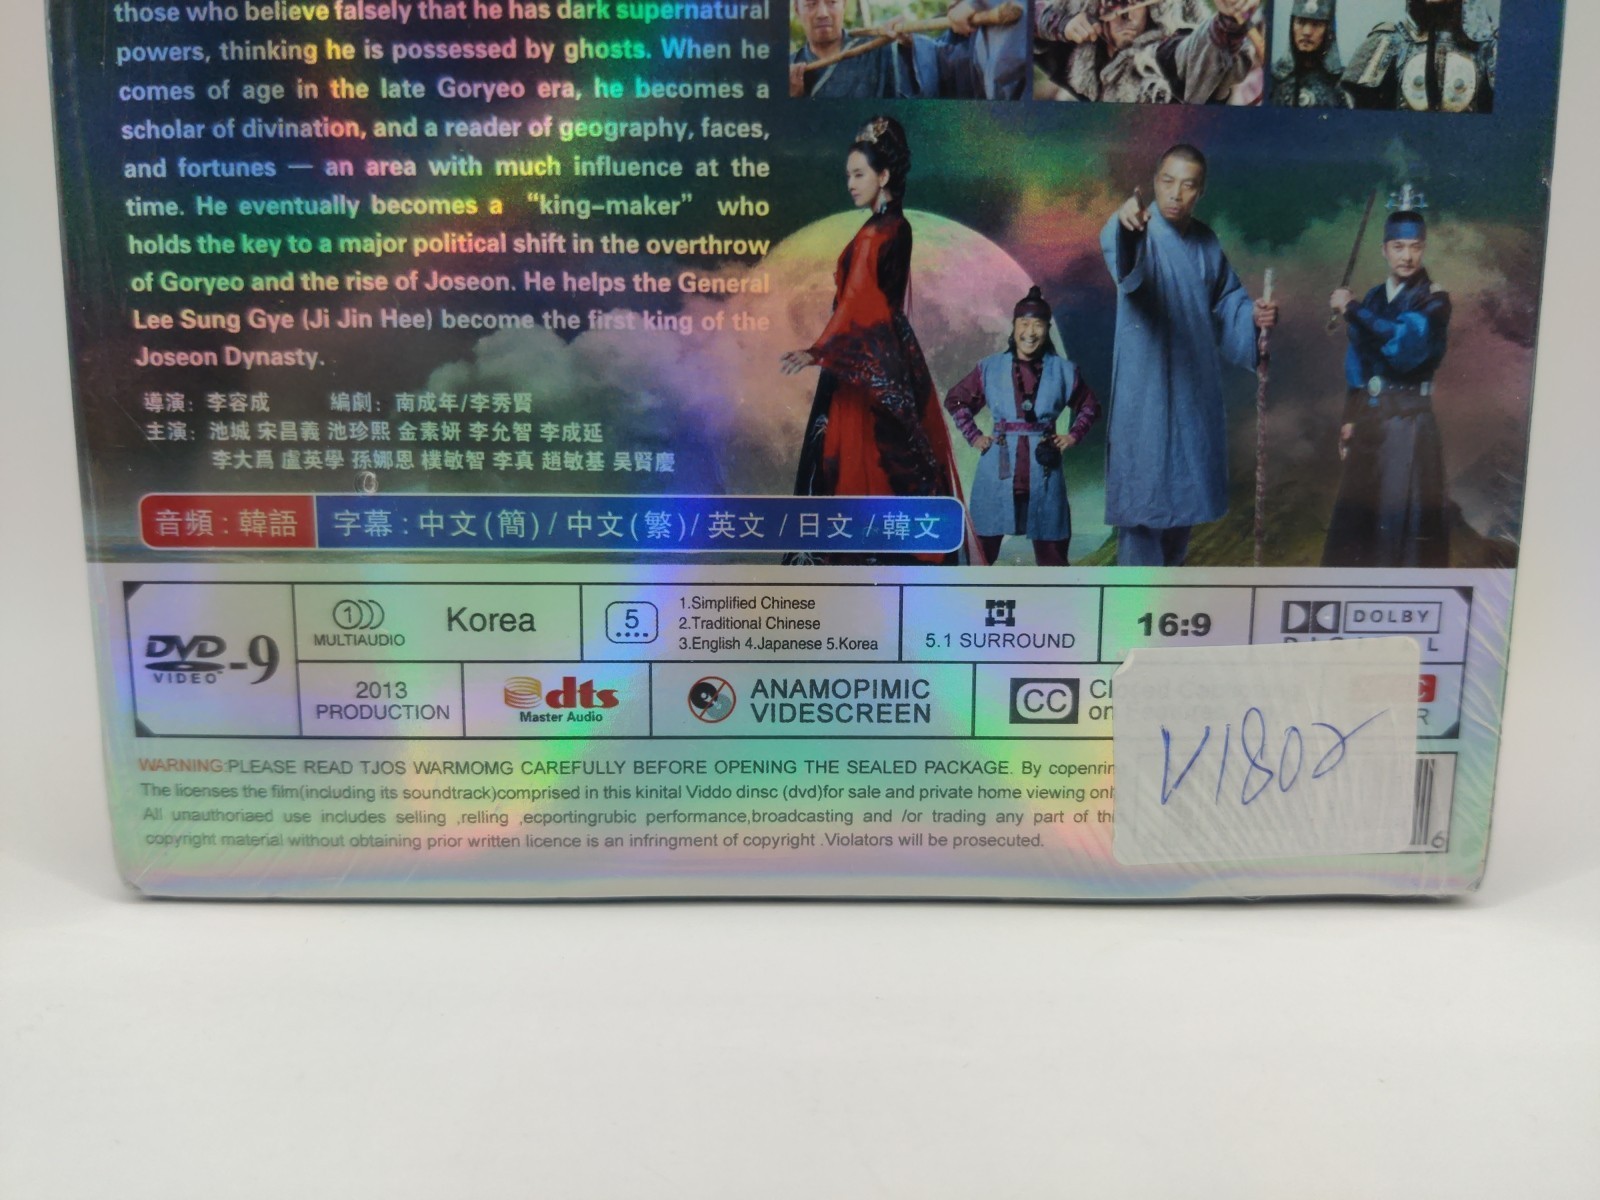 those who believe falsely that he has dark supernatural
powers, thinking he is possessed by ghosts. When he
comes of age in the late Goryeo era, he becomes a
scholar of divination, and a reader of geography, faces,
and fortunes — an area with much influence at the
time. He eventually becomes a “king-maker” who
holds the key to a major political shift in the overthrow
of Goryeo and the rise of Joseon. He helps the General
Lee Sung Gye (Ji Jin Hee) become the first king of the
Joseon Dynasty.
導演: 李容成 編劇: 南成年/李秀賢
主演: 池城 宋昌義 池珍熙 金素妍 李允智 李成延
李大爲 盧英學 孫娜恩 樸敏智 李真 趙敏基 吴賢慶
音頻:韓語 字幕:中文(簡)/中文(繁)/英文/日文/韓文
DVD VIDEO -9
1 MULTIAUDIO Korea
5 1.Simplified Chinese
2.Traditional Chinese
3.English 4.Japanese 5.Korea
5.1 SURROUND
16:9
DOLBY
2013
PRODUCTION
dts
Master Audio
ANAMOPIMIC
VIDESCREEN
CC
on
V1802
WARNING:PLEASE READ TJOS WARMOMG CAREFULLY BEFORE OPENING THE SEALED PACKAGE. By copenrin
The licenses the film(including its soundtrack)comprised in this kinital Viddo dinsc (dvd)for sale and private home viewing onl
All unauthoriaed use includes selling ,relling ,ecportingrubic performance,broadcasting and /or trading any part of th
copyright material without obtaining prior written licence is an infringment of copyright .Violators will be prosecuted.
6